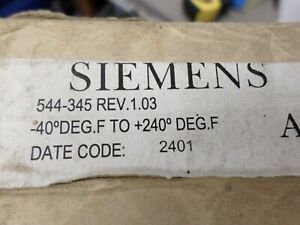 SIEMENS
544-345 REV.1.03
-40ºDEG.F TO +240º DEG.F
A
DATE CODE: 2401